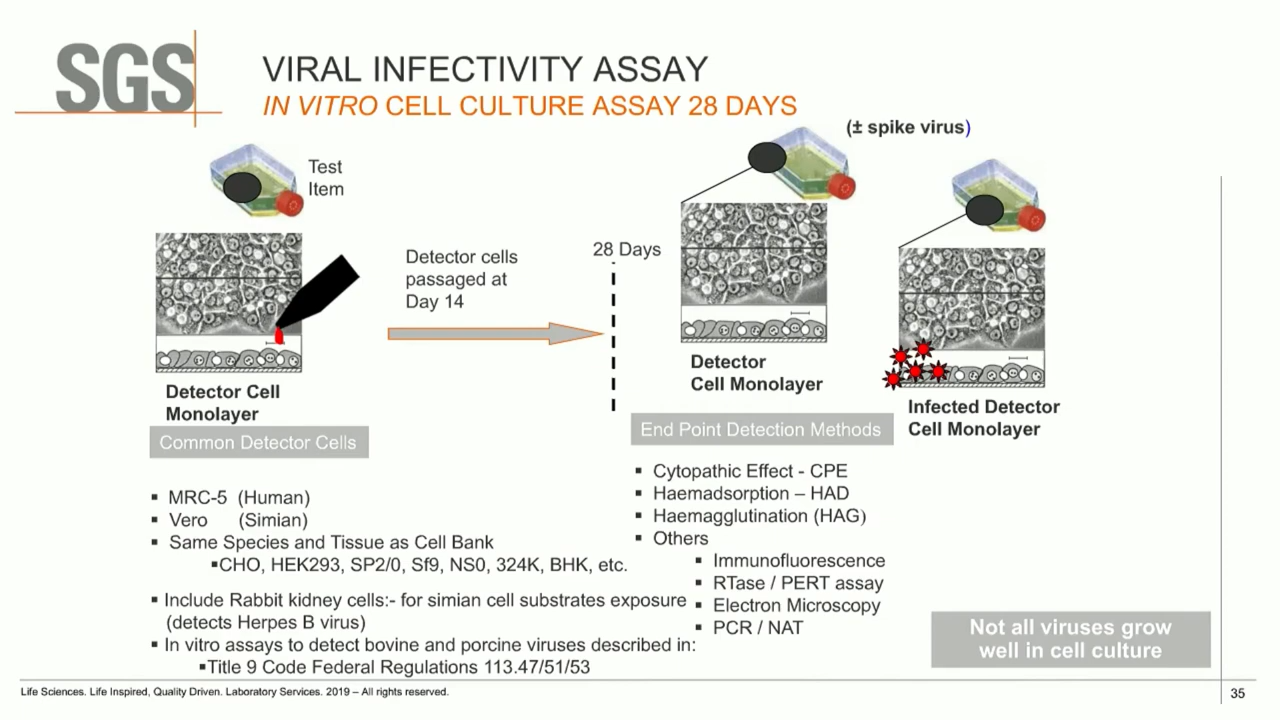 SGS
VIRAL INFECTIVITY ASSAY
IN VITRO CELL CULTURE ASSAY 28 DAYS
(± spike virus)
Test
Item
Detector cells
passaged at
Day 14
28 Days
Detector Cell
Monolayer
Detector
Cell Monolayer
Infected Detector
Cell Monolayer
Common Detector Cells
▪ MRC-5 (Human)
▪ Vero (Simian)
▪ Same Species and Tissue as Cell Bank
▪CHO, HEK293, SP2/0, Sf9, NS0, 324K, BHK, etc.
▪ Include Rabbit kidney cells:- for simian cell substrates exposure
(detects Herpes B virus)
▪ In vitro assays to detect bovine and porcine viruses described in:
▪Title 9 Code Federal Regulations 113.47/51/53
End Point Detection Methods
▪ Cytopathic Effect - CPE
▪ Haemadsorption – HAD
▪ Haemagglutination (HAG)
▪ Others
▪ Immunofluorescence
▪ RTase / PERT assay
▪ Electron Microscopy
▪ PCR / NAT
Not all viruses grow
well in cell culture
Life Sciences. Life Inspired, Quality Driven. Laboratory Services. 2019 – All rights reserved.
35